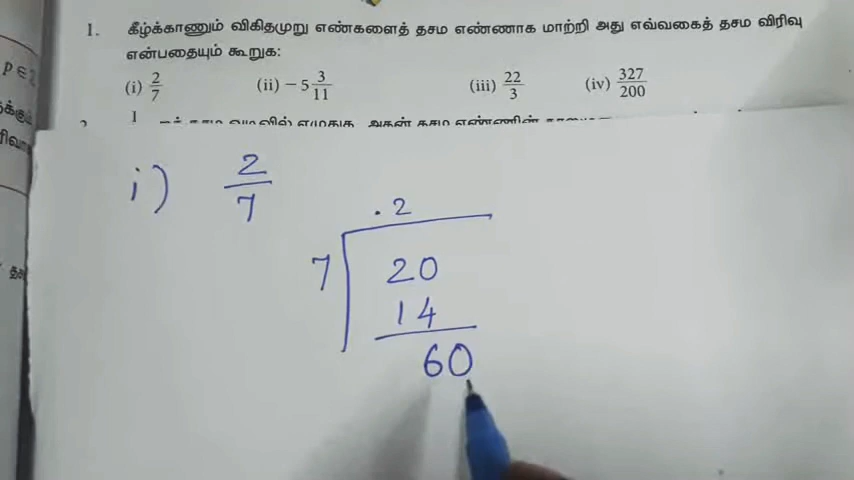 1. கீழ்க்காணும் விகிதமுறு எண்களைத் தசம எண்ணாக மாற்றி அது எவ்வகைத் தசம விரிவு
என்பதையும் கூறுக:
(i) 2/7 (ii) −5 3/11 (iii) 22/3 (iv) 327/200
P ∈
i) 2/7
.2
7 20
14
60